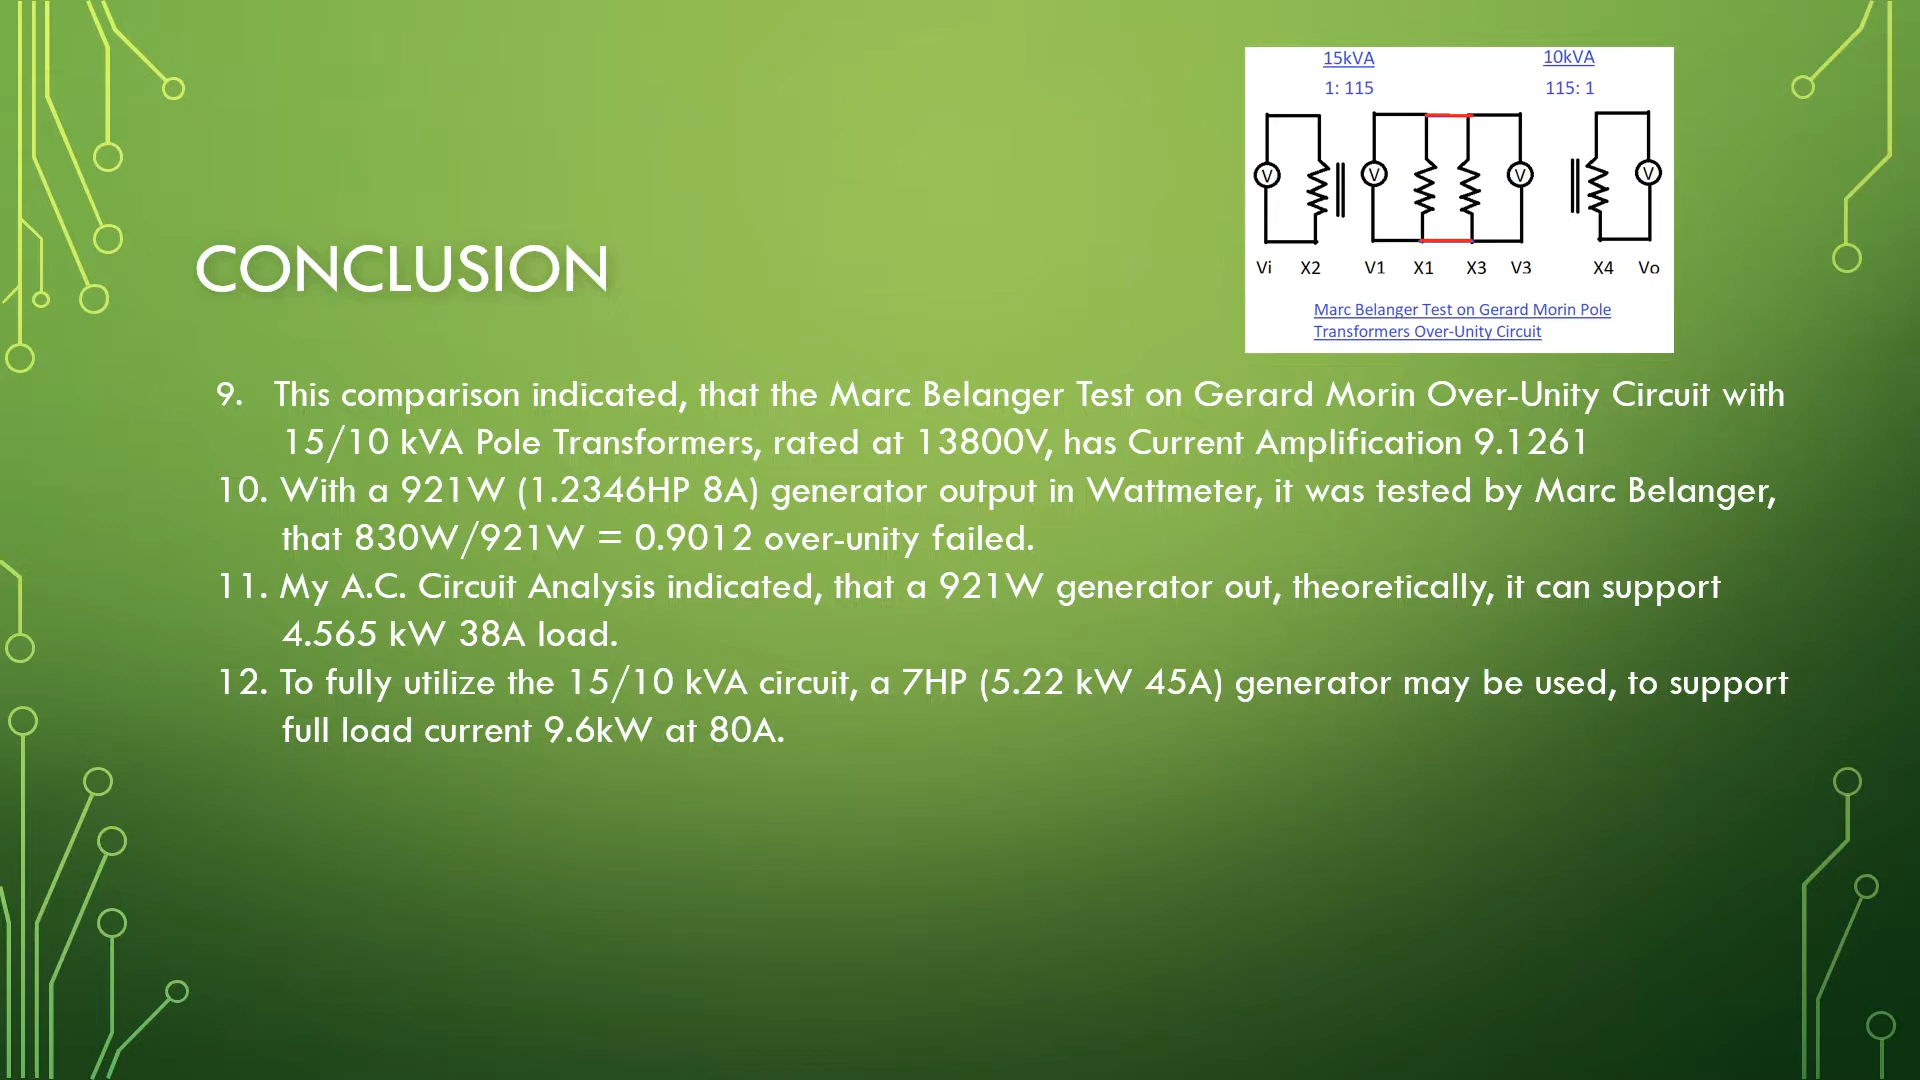 15kVA 10kVA
1: 115 115: 1
V V V V
Vi X2 V1 X1 X3 V3 X4 Vo
Marc Belanger Test on Gerard Morin Pole
Transformers Over-Unity Circuit
CONCLUSION
9. This comparison indicated, that the Marc Belanger Test on Gerard Morin Over-Unity Circuit with
15/10 kVA Pole Transformers, rated at 13800V, has Current Amplification 9.1261
10. With a 921W (1.2346HP 8A) generator output in Wattmeter, it was tested by Marc Belanger,
that 830W/921W = 0.9012 over-unity failed.
11. My A.C. Circuit Analysis indicated, that a 921W generator out, theoretically, it can support
4.565 kW 38A load.
12. To fully utilize the 15/10 kVA circuit, a 7HP (5.22 kW 45A) generator may be used, to support
full load current 9.6kW at 80A.